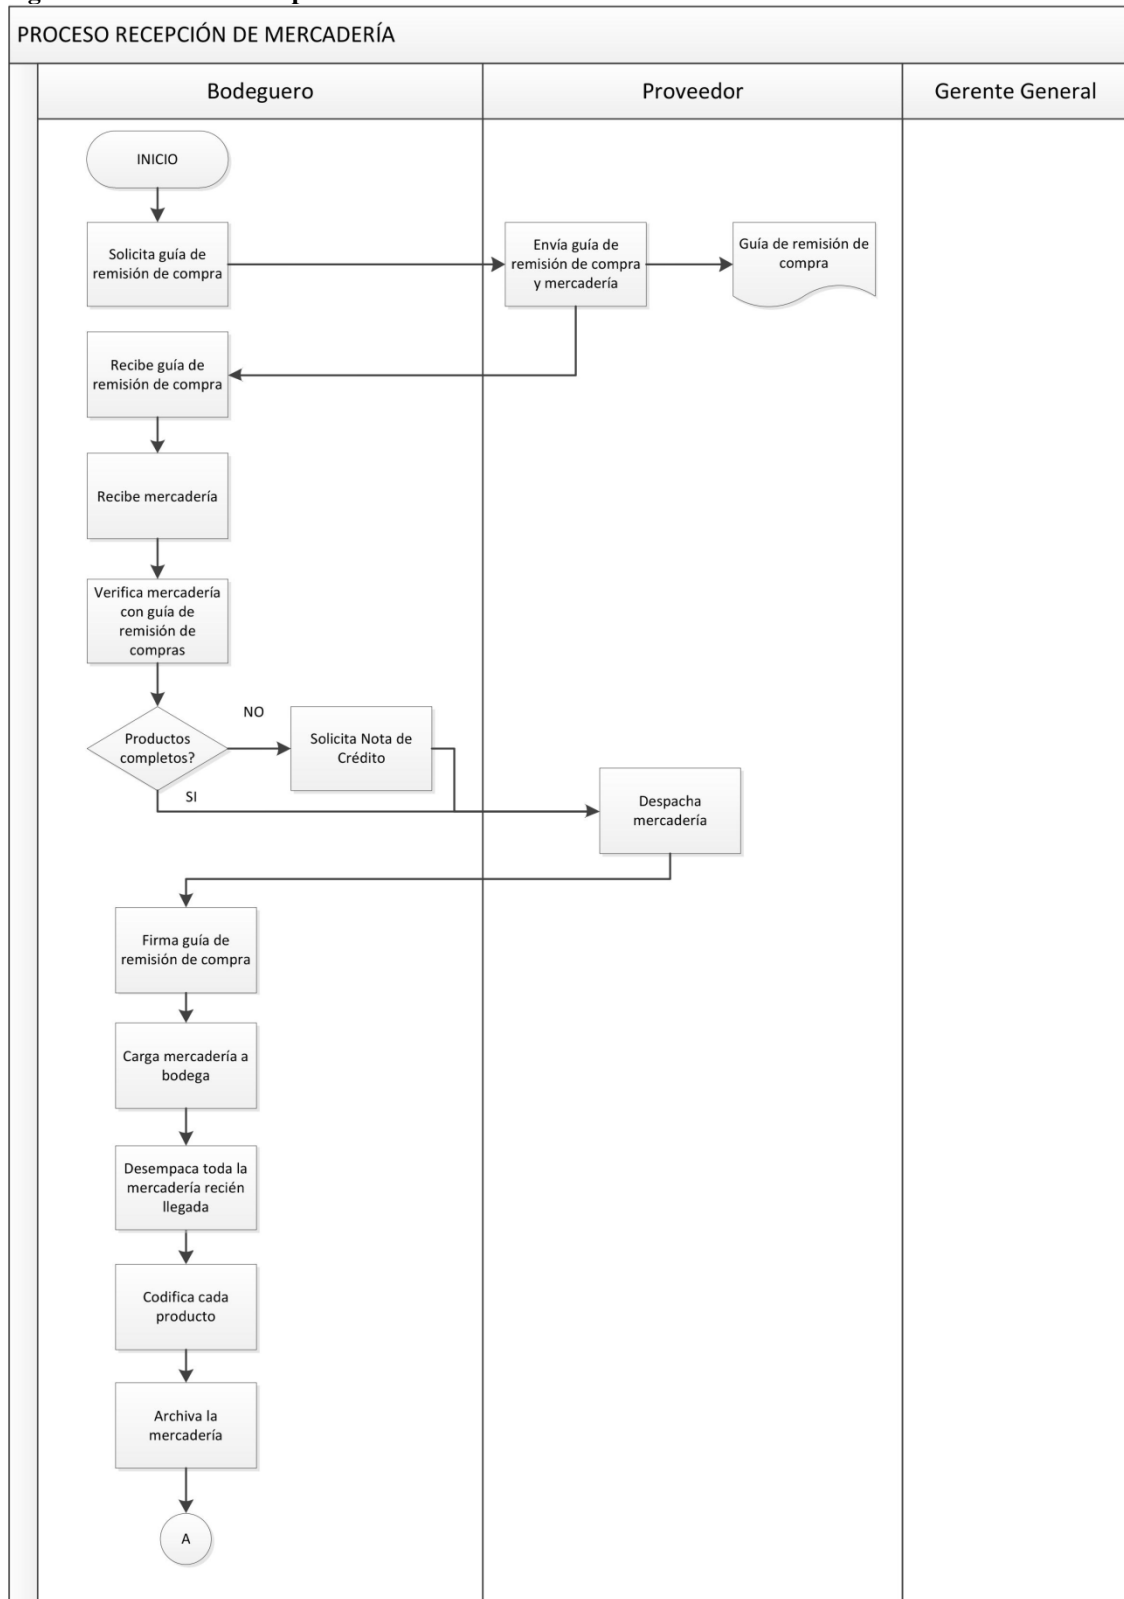 PROCESO RECEPCIÓN DE MERCADERÍA
Bodeguero
Proveedor
Gerente General
INICIO
Solicita guía de
remisión de compra
Envía guía de
remisión de compra
y mercadería
Guía de remisión de
compra
Recibe guía de
remisión de compra
Recibe mercadería
Verifica mercadería
con guía de
remisión de
compras
Productos
completos?
NO
Solicita Nota de
Crédito
SI
Despacha
mercadería
Firma guía de
remisión de compra
Carga mercadería a
bodega
Desempaca toda la
mercadería recién
llegada
Codifica cada
producto
Archiva la
mercadería
A